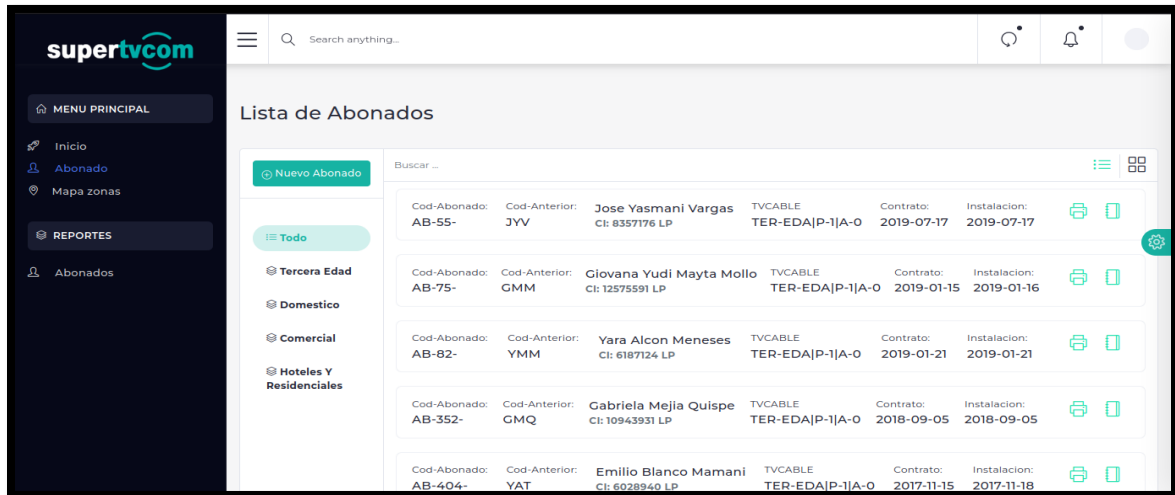 supertvcom
Search anything...
MENU PRINCIPAL
Inicio
Abonado
Mapa zonas
REPORTES
Abonados
Lista de Abonados
Nuevo Abonado
Todo
Tercera Edad
Domestico
Comercial
Hoteles Y
Residenciales
Buscar ...
Cod-Abonado: Cod-Anterior: Jose Yasmani Vargas TVCABLE Contrato: Instalacion:
AB-55- JYV CI: 8357176 LP TER-EDA|P-1|A-0 2019-07-17 2019-07-17
Cod-Abonado: Cod-Anterior: Giovana Yudi Mayta Mollo TVCABLE Contrato: Instalacion:
AB-75- GMM CI: 12575591 LP TER-EDA|P-1|A-0 2019-01-15 2019-01-16
Cod-Abonado: Cod-Anterior: Yara Alcon Meneses TVCABLE Contrato: Instalacion:
AB-82- YMM CI: 6187124 LP TER-EDA|P-1|A-0 2019-01-21 2019-01-21
Cod-Abonado: Cod-Anterior: Gabriela Mejia Quispe TVCABLE Contrato: Instalacion:
AB-352- GMQ CI: 10943931 LP TER-EDA|P-1|A-0 2018-09-05 2018-09-05
Cod-Abonado: Cod-Anterior: Emilio Blanco Mamani TVCABLE Contrato: Instalacion:
AB-404- YAT CI: 6028940 LP TER-EDA|P-1|A-0 2017-11-15 2017-11-18